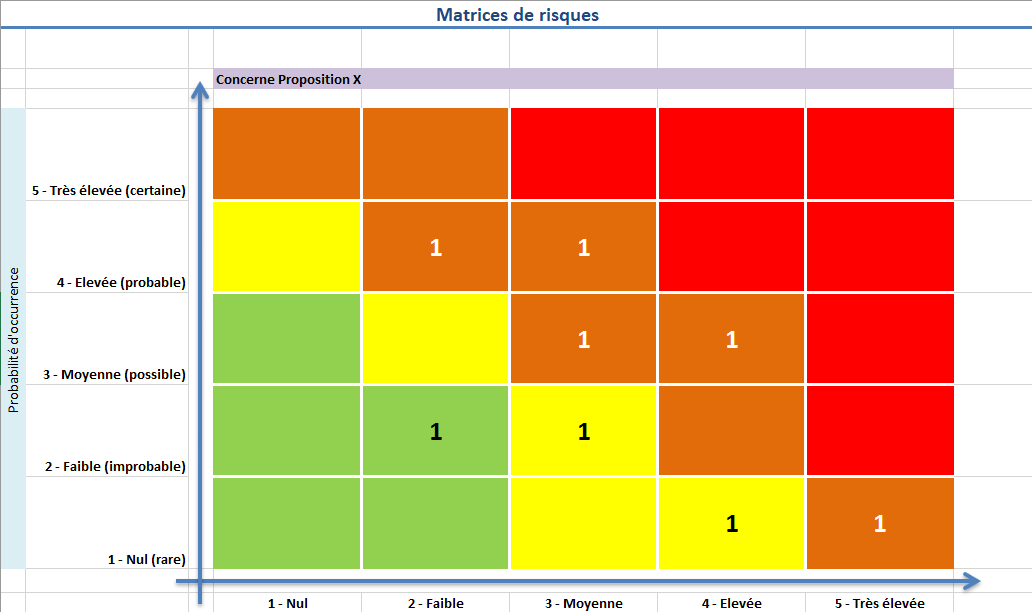 Matrices de risques
Concerne Proposition X
Probabilité d'occurrence
5 - Très élevée (certaine)
4 - Elevée (probable)
1 1
3 - Moyenne (possible)
1 1
2 - Faible (improbable)
1 1
1 - Nul (rare)
1 1
1 - Nul 2 - Faible 3 - Moyenne 4 - Elevée 5 - Très élevée